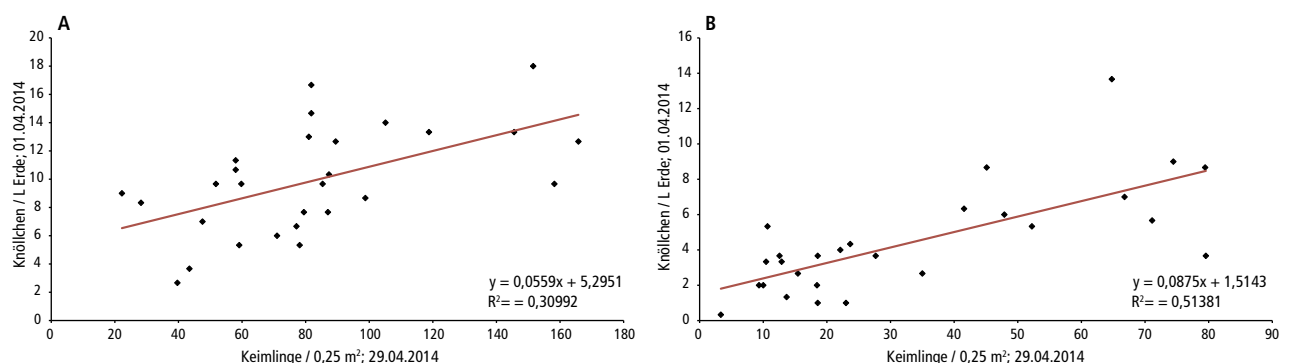 A
Knöllchen / L Erde; 01.04.2014
20
18
16
14
12
10
8
6
4
2
0
y = 0,0559x + 5,2951
R²= = 0,30992
0 20 40 60 80 100 120 140 160 180
Keimlinge / 0,25 m²; 29.04.2014
B
Knöllchen / L Erde; 01.04.2014
16
14
12
10
8
6
4
2
0
y = 0,0875x + 1,5143
R²= = 0,51381
0 10 20 30 40 50 60 70 80 90
Keimlinge / 0,25 m²; 29.04.2014